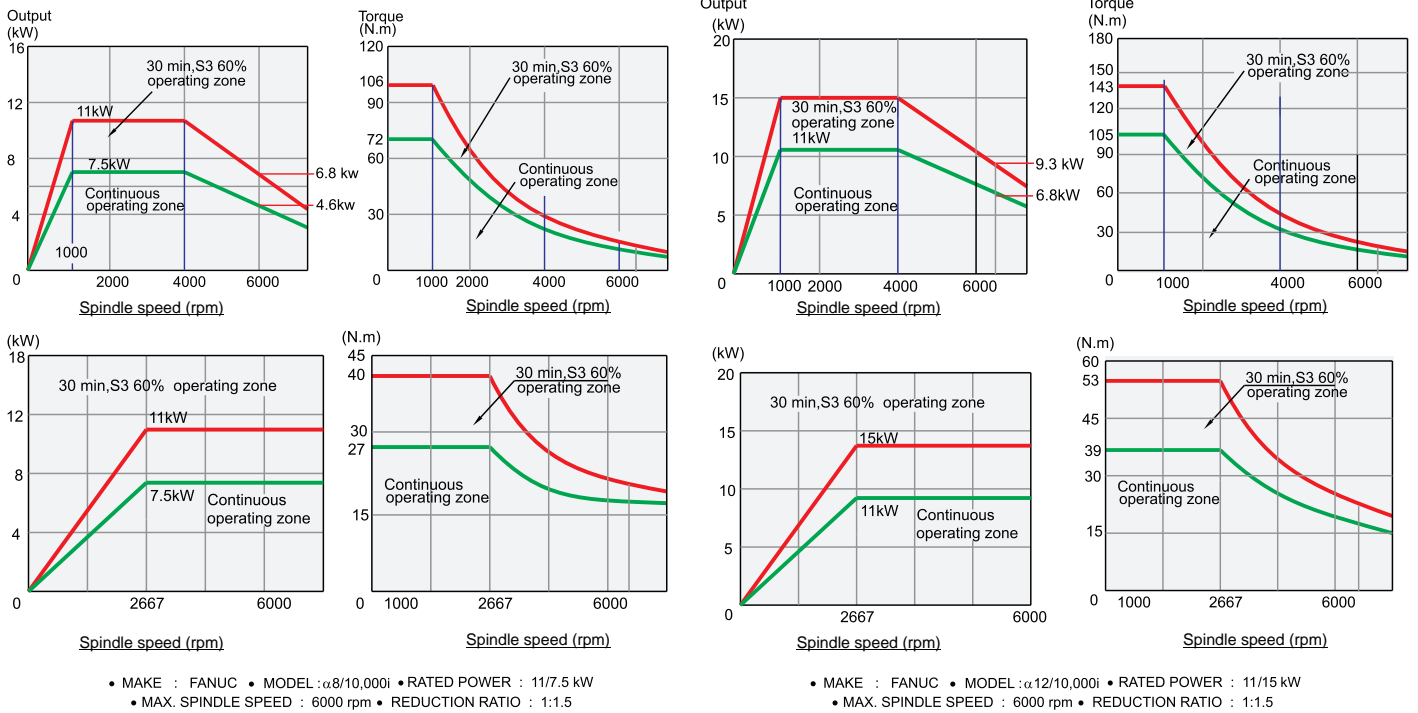 Output
(kW)
16
12
8
4
0
30 min,S3 60%
operating zone
11kW
7.5kW
Continuous
operating zone
6.8 kw
4.6kw
1000
2000
4000
6000
Spindle speed (rpm)
Torque
(N.m)
120
106
90
72
60
30
0
30 min,S3 60%
operating zone
Continuous
operating zone
1000 2000 4000 6000
Spindle speed (rpm)
Output
(kW)
20
15
10
5
0
30 min,S3 60%
operating zone
11kW
Continuous
operating zone
9.3 kW
6.8kW
1000 2000 4000 6000
Spindle speed (rpm)
Torque
(N.m)
180
150
143
120
105
90
60
30
0
30 min,S3 60%
operating zone
Continuous
operating zone
1000 4000 6000
Spindle speed (rpm)
(kW)
18
12
8
4
0
30 min,S3 60% operating zone
11kW
7.5kW
Continuous
operating zone
2667 6000
Spindle speed (rpm)
(N.m)
45
40
30
27
15
0
30 min,S3 60%
operating zone
Continuous
operating zone
1000 2667 6000
Spindle speed (rpm)
(kW)
20
15
10
5
0
30 min,S3 60% operating zone
15kW
11kW
Continuous
operating zone
2667 6000
Spindle speed (rpm)
(N.m)
60
53
45
39
30
15
0
30 min,S3 60%
operating zone
Continuous
operating zone
1000 2667 6000
Spindle speed (rpm)
• MAKE : FANUC • MODEL :α8/10,000i • RATED POWER : 11/7.5 kW
• MAX. SPINDLE SPEED : 6000 rpm • REDUCTION RATIO : 1:1.5
• MAKE : FANUC • MODEL :α12/10,000i • RATED POWER : 11/15 kW
• MAX. SPINDLE SPEED : 6000 rpm • REDUCTION RATIO : 1:1.5